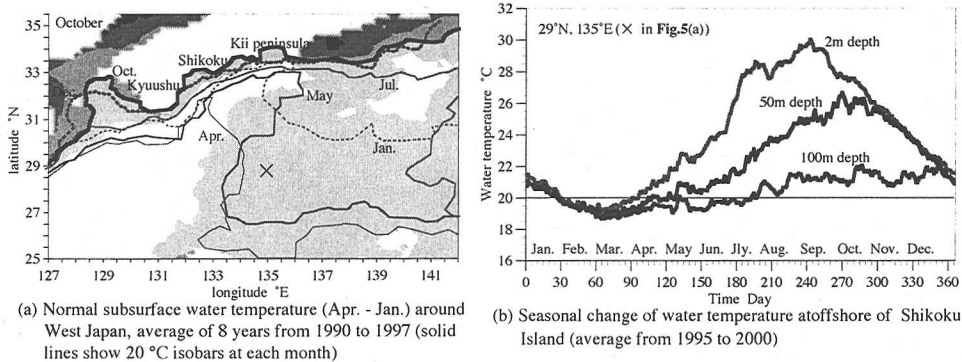 35
33
31
29
27
25
latitude °N
October
Kii peninsula
Shikoku
Oct.
Kyuushu
Jul.
May
Apr.
Jan.
127 129 131 133 135 137 139 141
longitude °E
(a) Normal subsurface water temperature (Apr. - Jan.) around
West Japan, average of 8 years from 1990 to 1997 (solid
lines show 20 °C isobars at each month)
32
30
28
26
24
22
20
18
16
Water temperature °C
29°N, 135°E (× in Fig.5(a))
2m depth
50m depth
100m depth
Jan. Feb. Mar. Apr. May Jun. Jly. Aug. Sep. Oct. Nov. Dec.
0 30 60 90 120 150 180 210 240 270 300 330 360
Time Day
(b) Seasonal change of water temperature atoffshore of Shikoku
Island (average from 1995 to 2000)